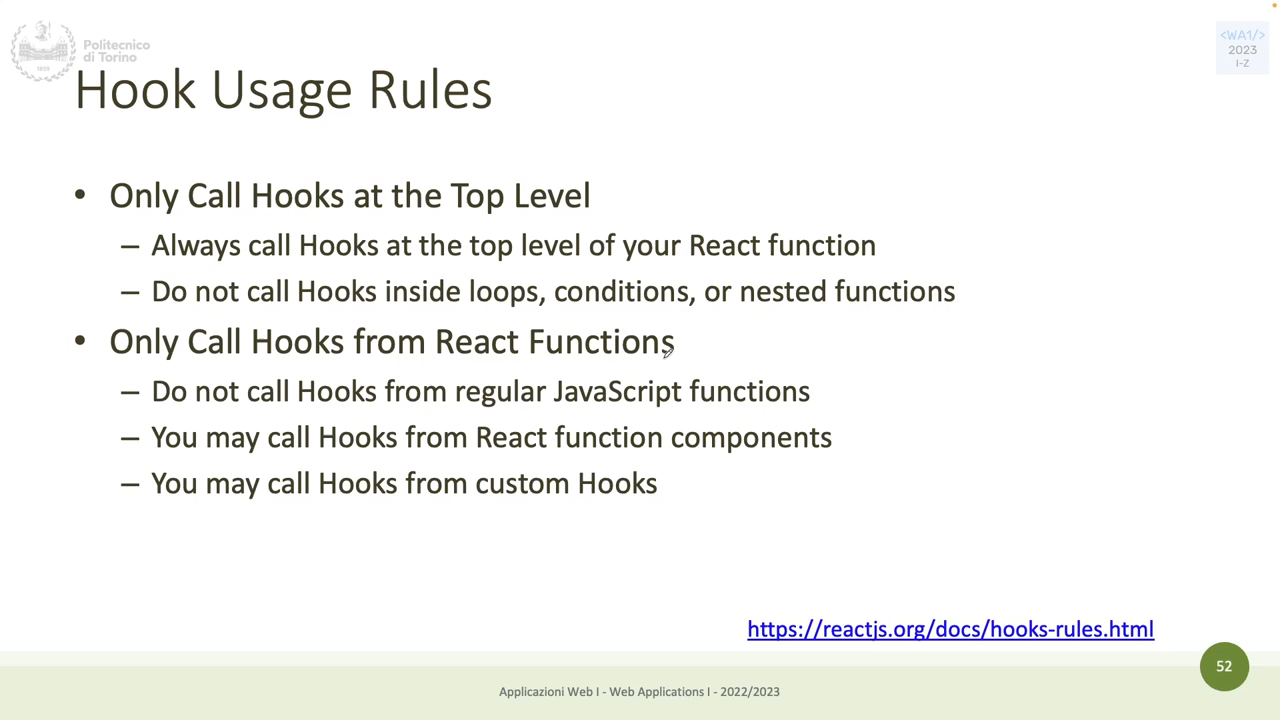 Politecnico
di Torino
1859
<WA1/>
2023
I-Z
Hook Usage Rules
• Only Call Hooks at the Top Level
– Always call Hooks at the top level of your React function
– Do not call Hooks inside loops, conditions, or nested functions
• Only Call Hooks from React Functions
– Do not call Hooks from regular JavaScript functions
– You may call Hooks from React function components
– You may call Hooks from custom Hooks
https://reactjs.org/docs/hooks-rules.html
52
Applicazioni Web I - Web Applications I - 2022/2023